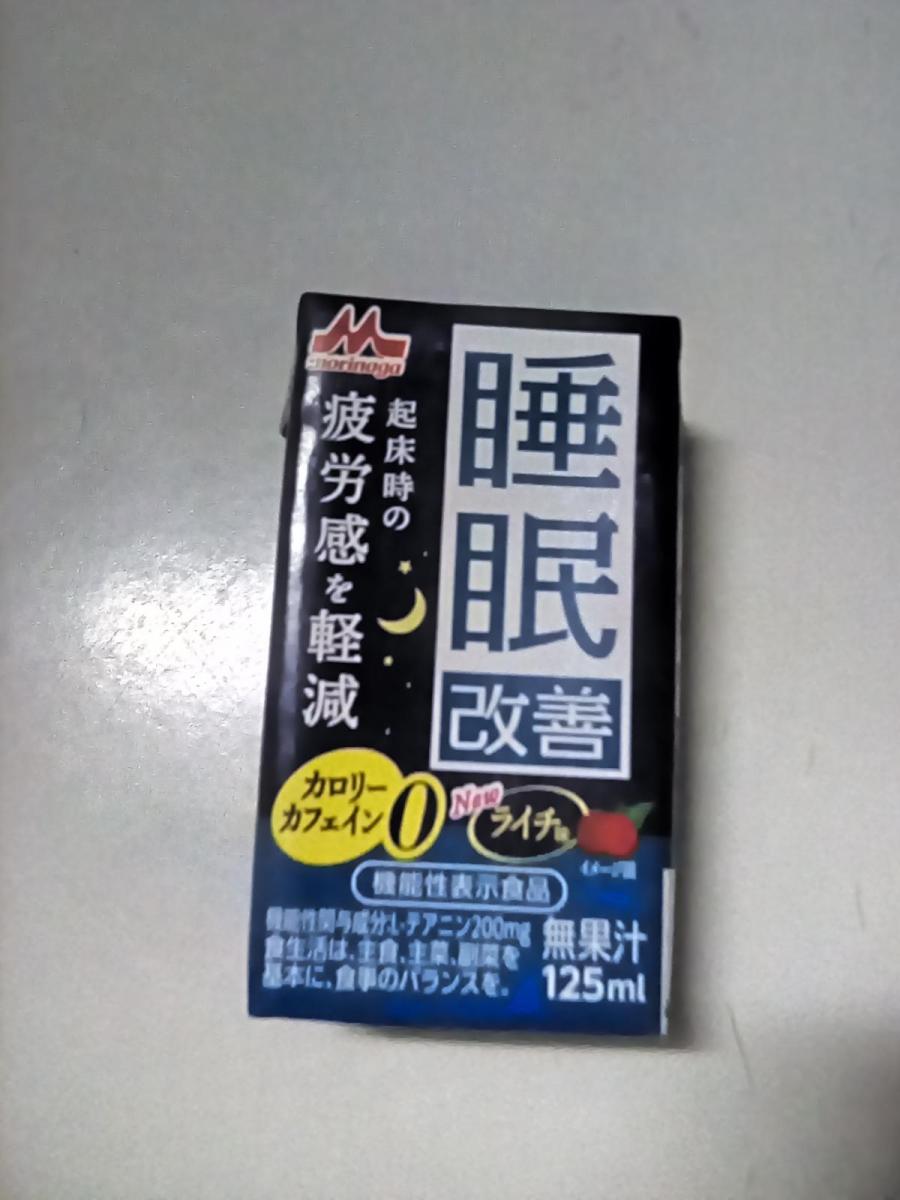 morinaga
睡眠
改善
起床時の
疲労感を軽減
カロリー
カフェイン0
New
ライチ味
イメージ図
機能性表示食品
機能性関与成分:L-テアニン200mg
食生活は、主食、主菜、副菜を
基本に、食事のバランスを。
無果汁
125ml